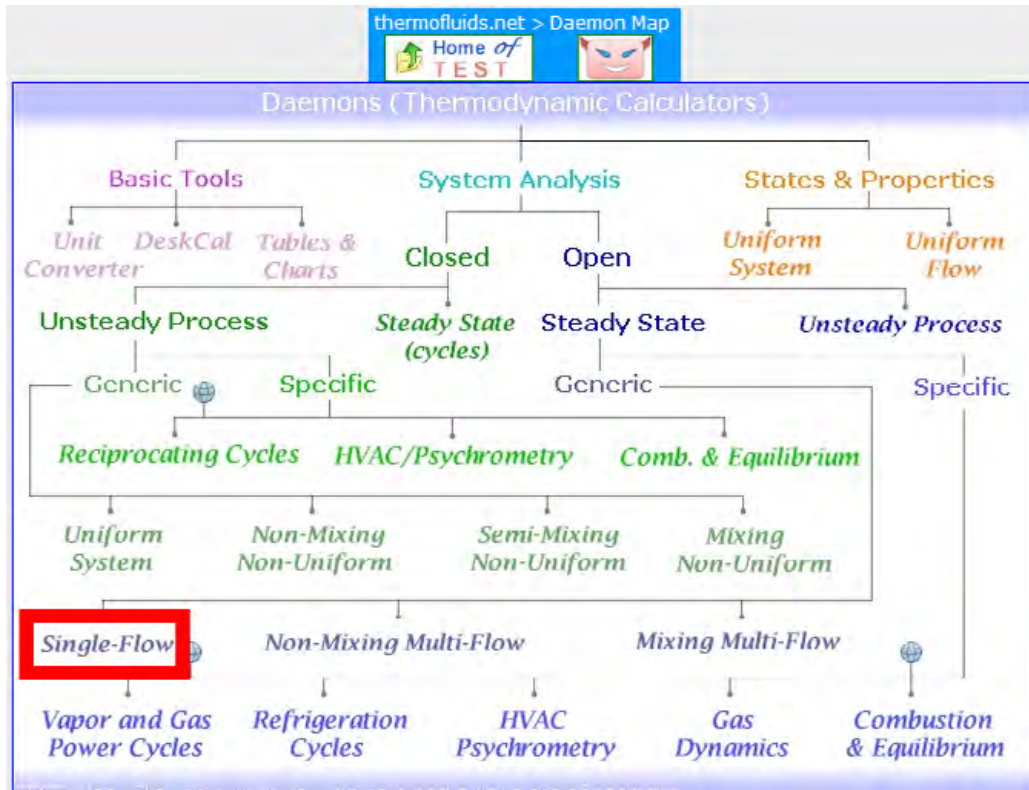 thermofluids.net > Daemon Map
Home of
TEST
Daemons (Thermodynamic Calculators)
Basic Tools
System Analysis
States & Properties
Unit
Converter
DeskCal
Tables &
Charts
Closed
Open
Uniform
System
Uniform
Flow
Unsteady Process
Steady State
(cycles)
Steady State
Unsteady Process
Generic
Specific
Generic
Specific
Reciprocating Cycles
HVAC/Psychrometry
Comb. & Equilibrium
Uniform
System
Non-Mixing
Non-Uniform
Semi-Mixing
Non-Uniform
Mixing
Non-Uniform
Single-Flow
Non-Mixing Multi-Flow
Mixing Multi-Flow
Vapor and Gas
Power Cycles
Refrigeration
Cycles
HVAC
Psychrometry
Gas
Dynamics
Combustion
& Equilibrium